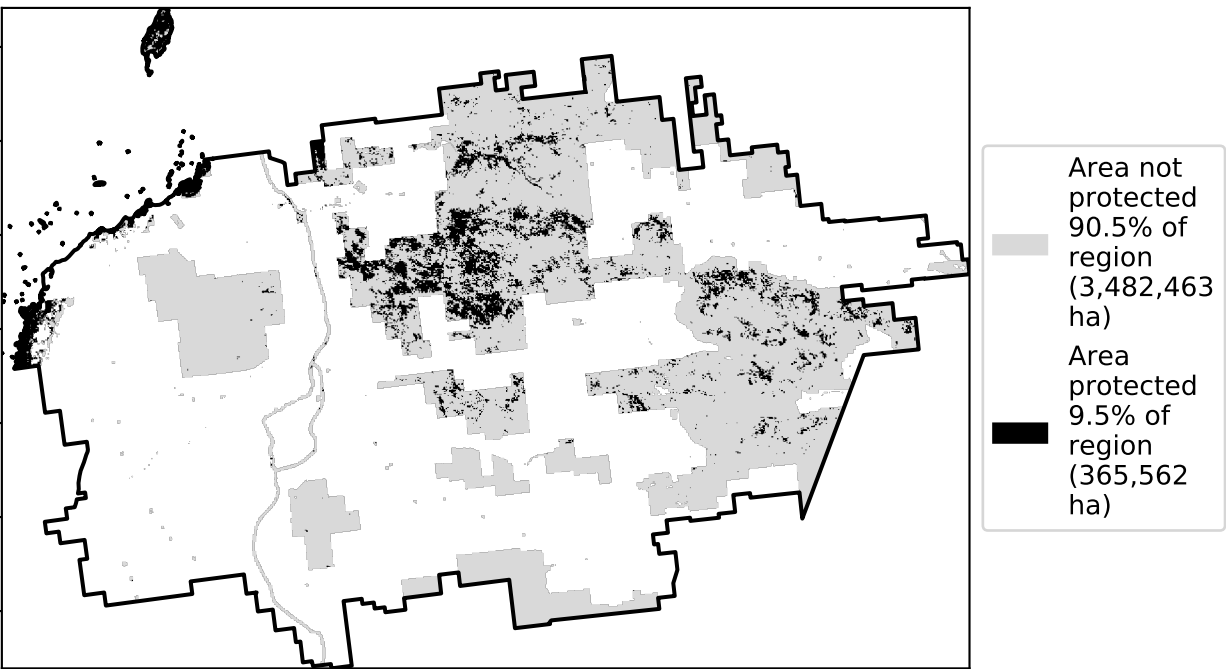 Area not
protected
90.5% of
region
(3,482,463
ha)
Area
protected
9.5% of
region
(365,562
ha)